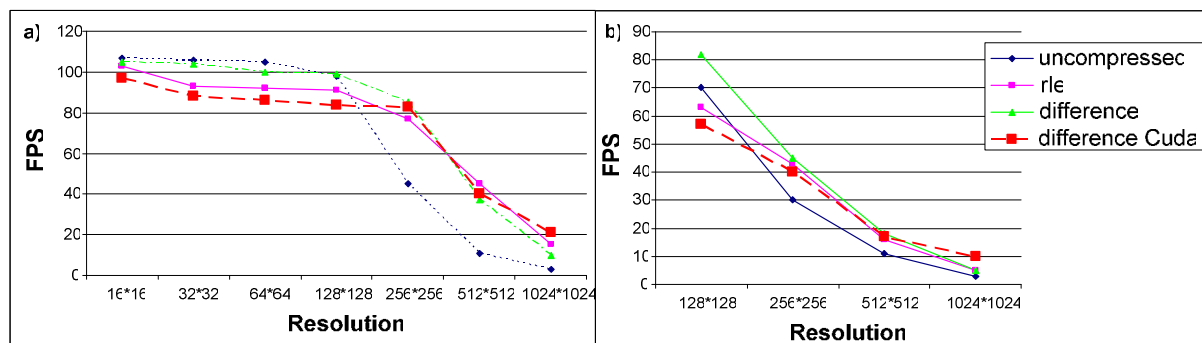 a)
120
100
80
60
40
20
0
FPS
16*16 32*32 64*64 128*128 256*256 512*512 1024*1024
Resolution
b)
90
80
70
60
50
40
30
20
10
0
FPS
128*128 256*256 512*512 1024*1024
Resolution
uncompressed
rle
difference
difference Cuda